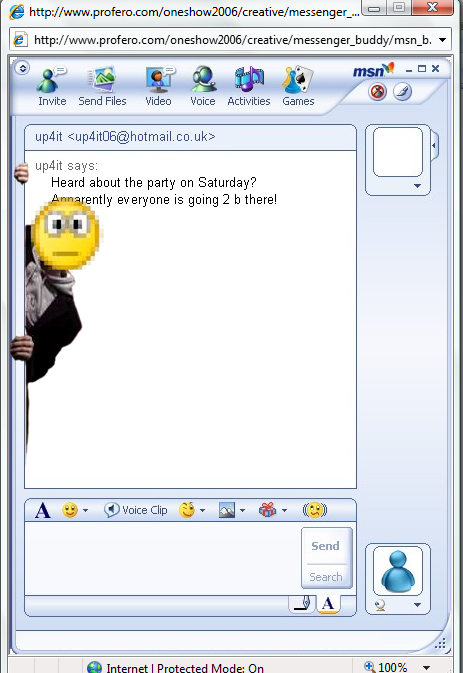 http://www.profero.com/oneshow2006/creative/messenger_...
http://www.profero.com/oneshow2006/creative/messenger_buddy/msn_b...
msn
Invite Send Files Video Voice Activities Games
up4it <up4it06@hotmail.co.uk>
up4it says:
Heard about the party on Saturday?
Apparently everyone is going 2 b there!
A Voice Clip
Send
Search
A
Internet | Protected Mode: On 100%